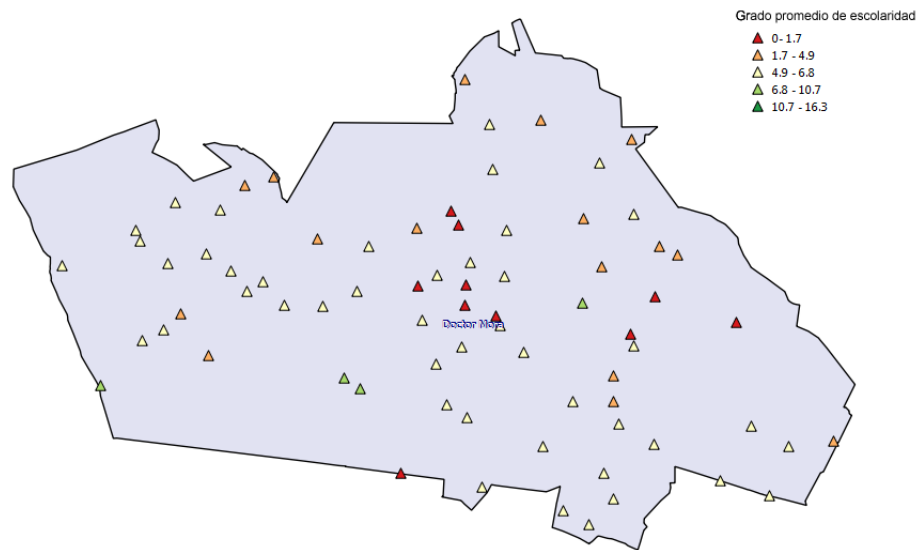 Grado promedio de escolaridad
0- 1.7
1.7 - 4.9
4.9 - 6.8
6.8 - 10.7
10.7 - 16.3
Doctor Mora